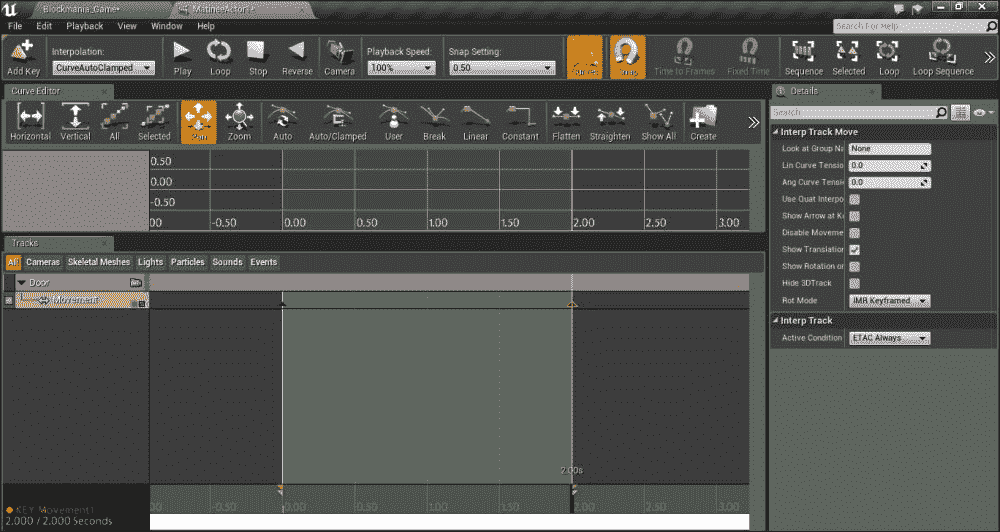 Blockmania_Game•
MatineeActor1•
File Edit Playback View Window Help
Search For Help
Add Key
Interpolation:
CurveAutoClamped
Play Loop Stop Reverse Camera
Playback Speed:
100%
Snap Setting:
0.50
Curves Snap Time to Frames Fixed Time Sequence Selected Loop Loop Sequence
Curve Editor
Horizontal Vertical All Selected Pan Zoom Auto Auto/Clamped User Break Linear Constant Flatten Straighten Show All Create
0.50
0.00
-0.50
00 -0.50 0.00 0.50 1.00 1.50 2.00 2.50 3.00
Tracks
All Cameras Skeletal Meshes Lights Particles Sounds Events
Door
Movement
2.00s
-0.50 0.00 0.50 1.00 1.50 2.00 2.50 3.00
KEY Movement1
2.000 / 2.000 Seconds
Details
Search
Interp Track Move
Look at Group Na None
Lin Curve Tension 0.0
Ang Curve Tensio 0.0
Use Quat Interpo
Show Arrow at Ke
Disable Moveme
Show Translation
Show Rotation on
Hide 3DTrack
Rot Mode IMR Keyframed
Interp Track
Active Condition ETAC Always